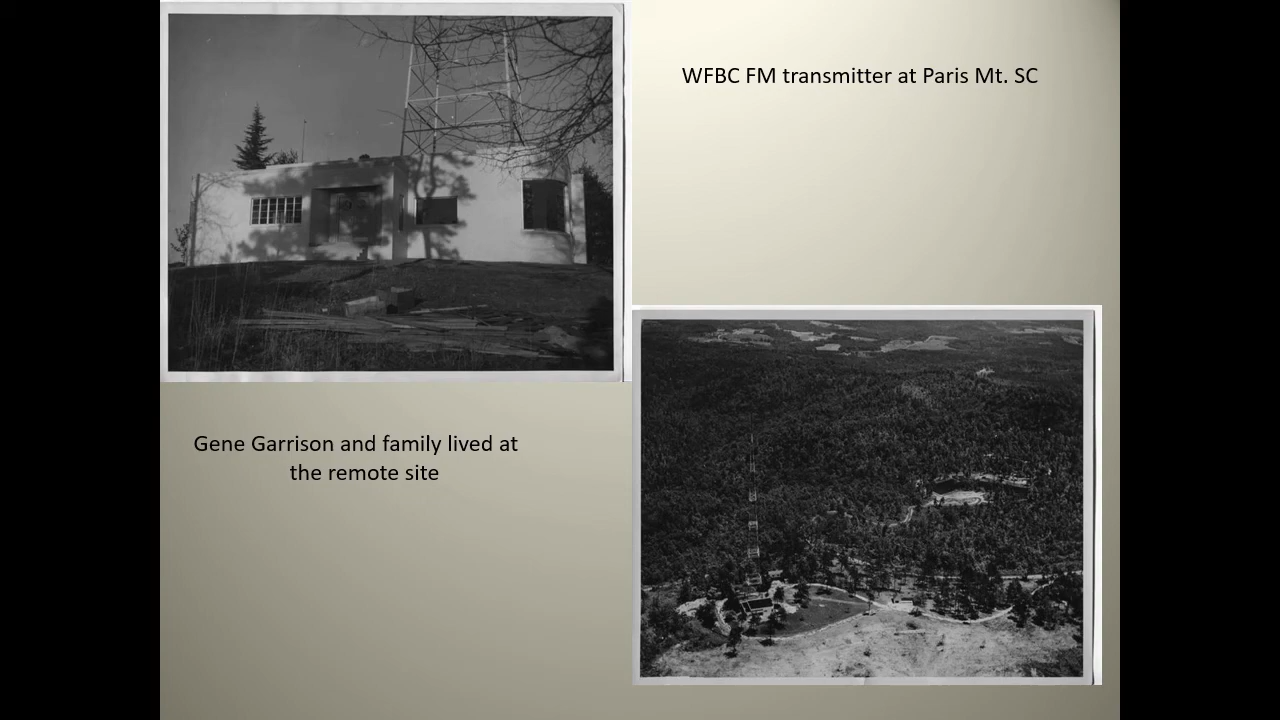 WFBC FM transmitter at Paris Mt. SC
Gene Garrison and family lived at
the remote site